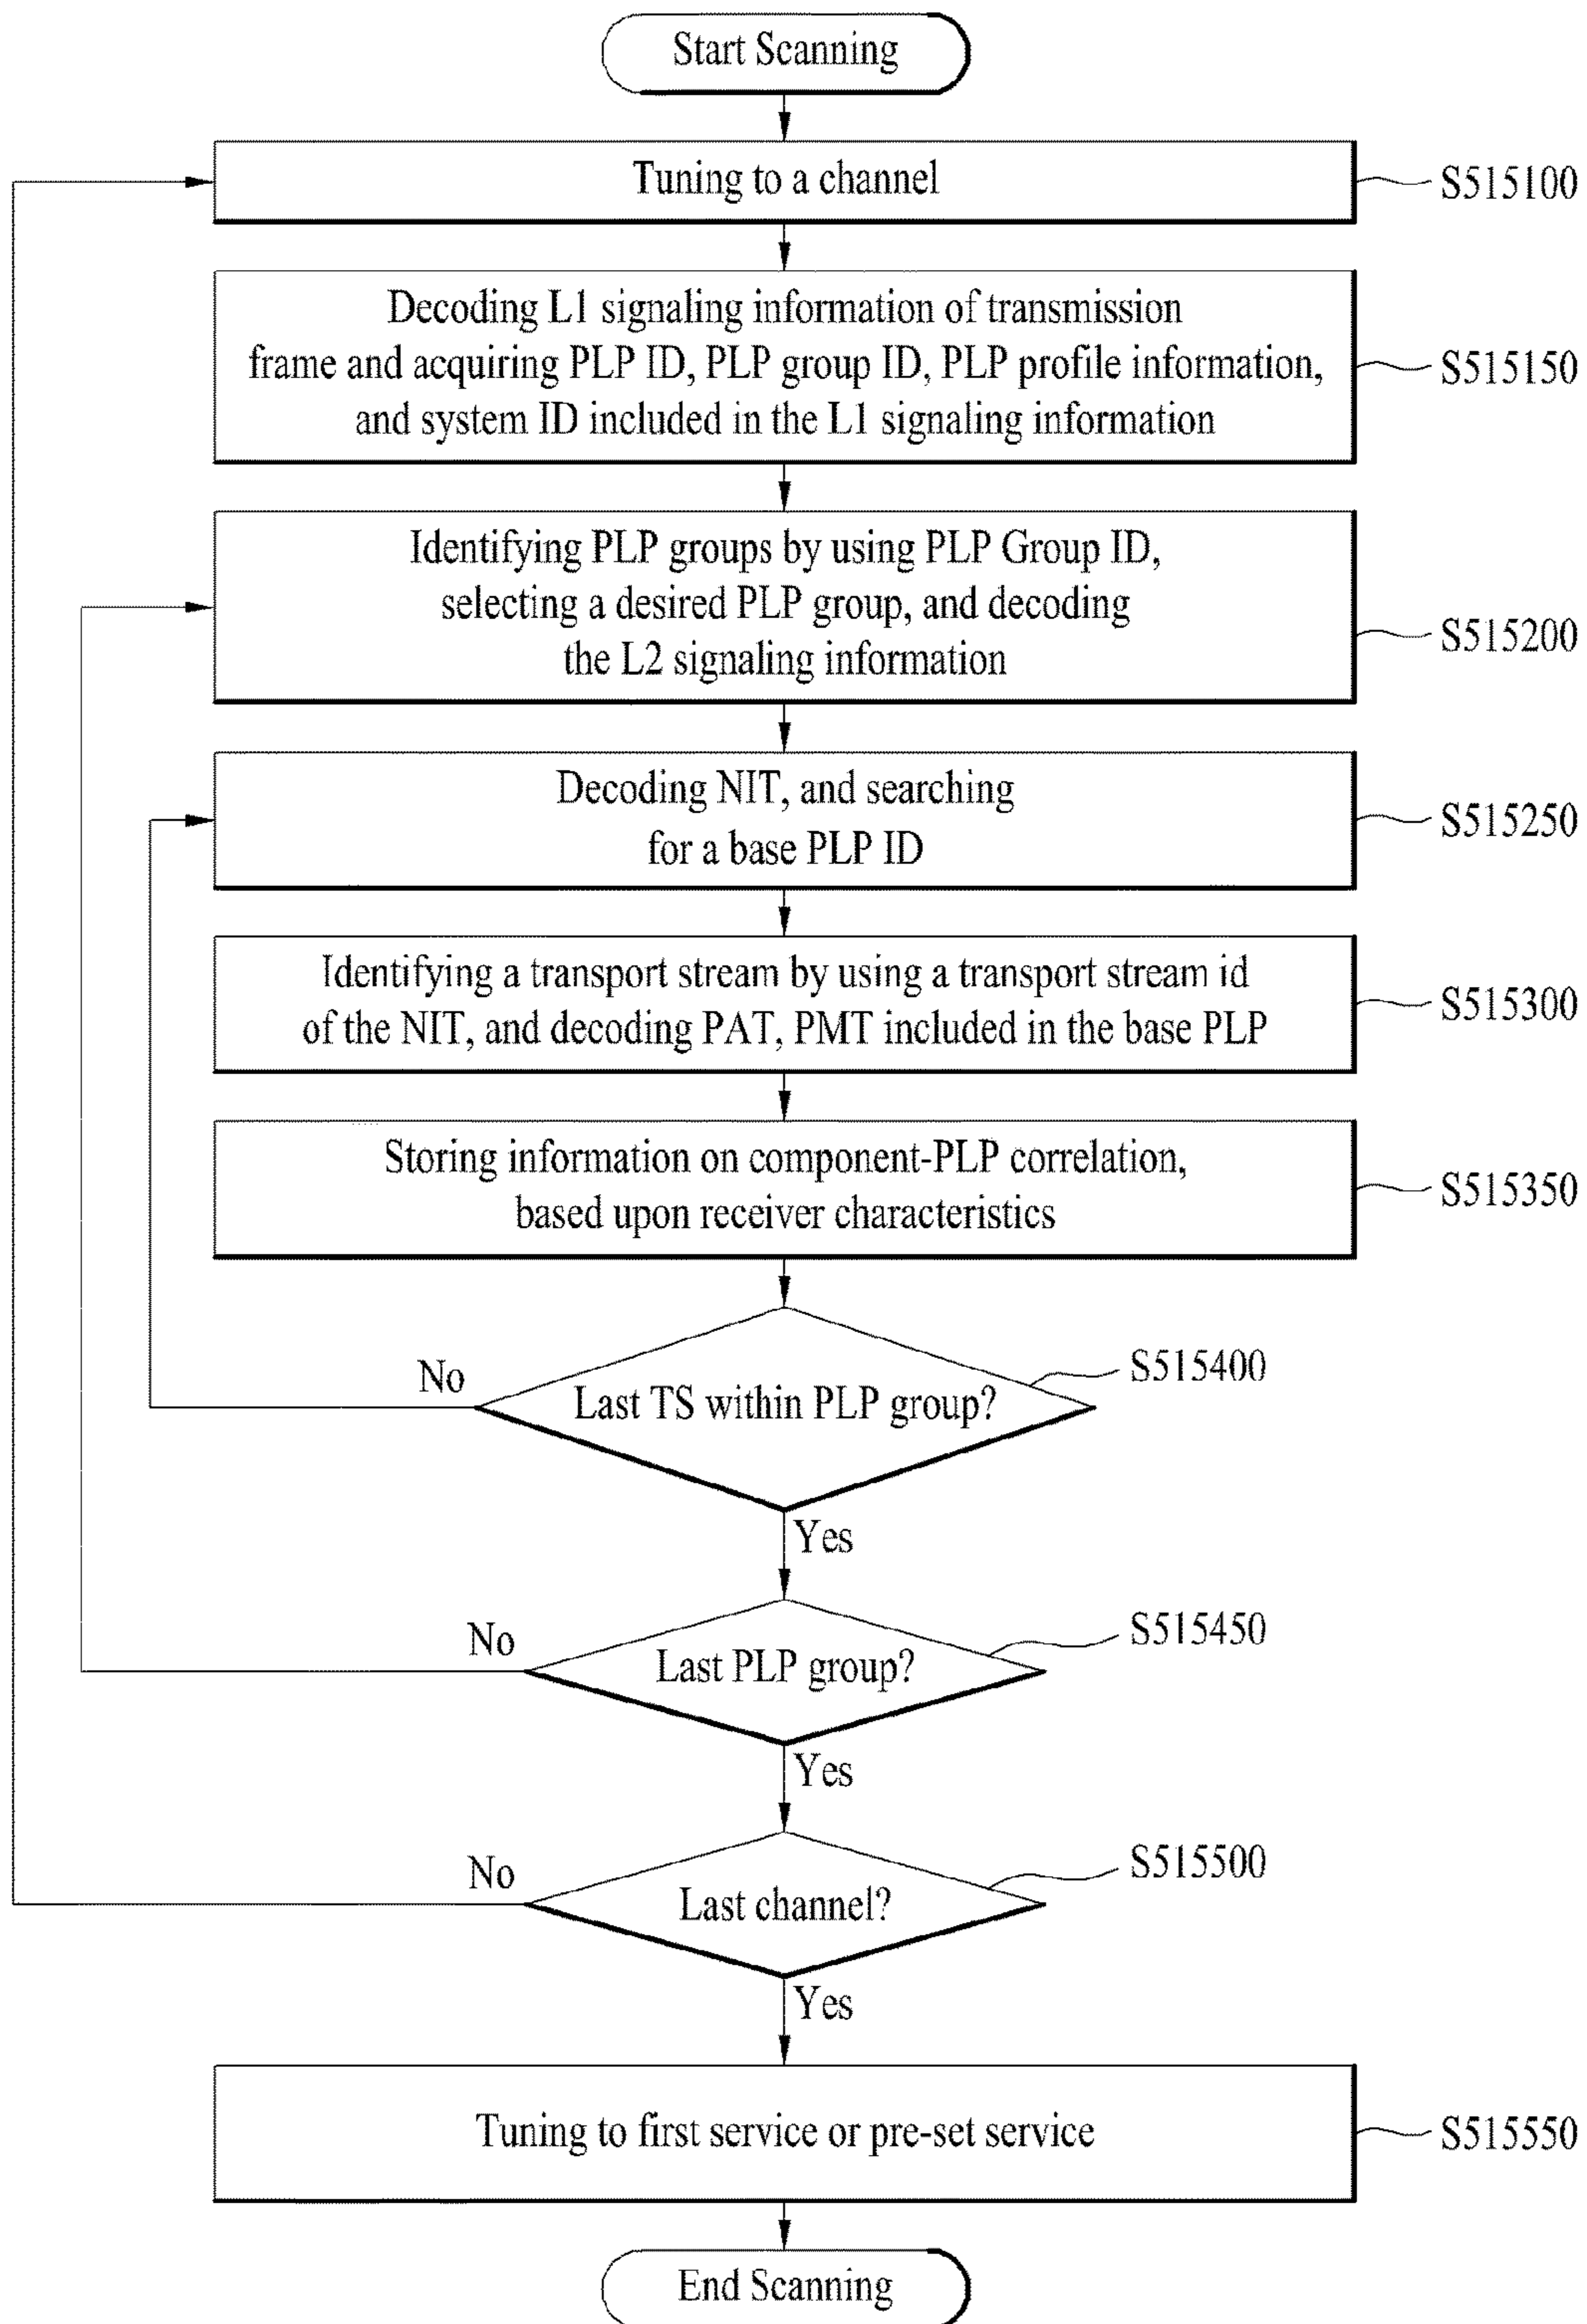 Start Scanning
Tuning to a channel
S515100
Decoding L1 signaling information of transmission
frame and acquiring PLP ID, PLP group ID, PLP profile information,
and system ID included in the L1 signaling information
S515150
Identifying PLP groups by using PLP Group ID,
selecting a desired PLP group, and decoding
the L2 signaling information
S515200
Decoding NIT, and searching
for a base PLP ID
S515250
Identifying a transport stream by using a transport stream id
of the NIT, and decoding PAT, PMT included in the base PLP
S515300
Storing information on component-PLP correlation,
based upon receiver characteristics
S515350
No
Last TS within PLP group?
S515400
Yes
No
Last PLP group?
S515450
Yes
No
Last channel?
S515500
Yes
Tuning to first service or pre-set service
S515550
End Scanning